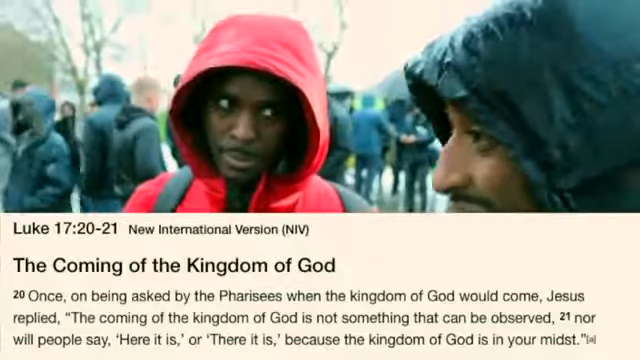 Luke 17:20-21 New International Version (NIV)
The Coming of the Kingdom of God
20 Once, on being asked by the Pharisees when the kingdom of God would come, Jesus
replied, “The coming of the kingdom of God is not something that can be observed, 21 nor
will people say, ‘Here it is,’ or ‘There it is,’ because the kingdom of God is in your midst.”[a]